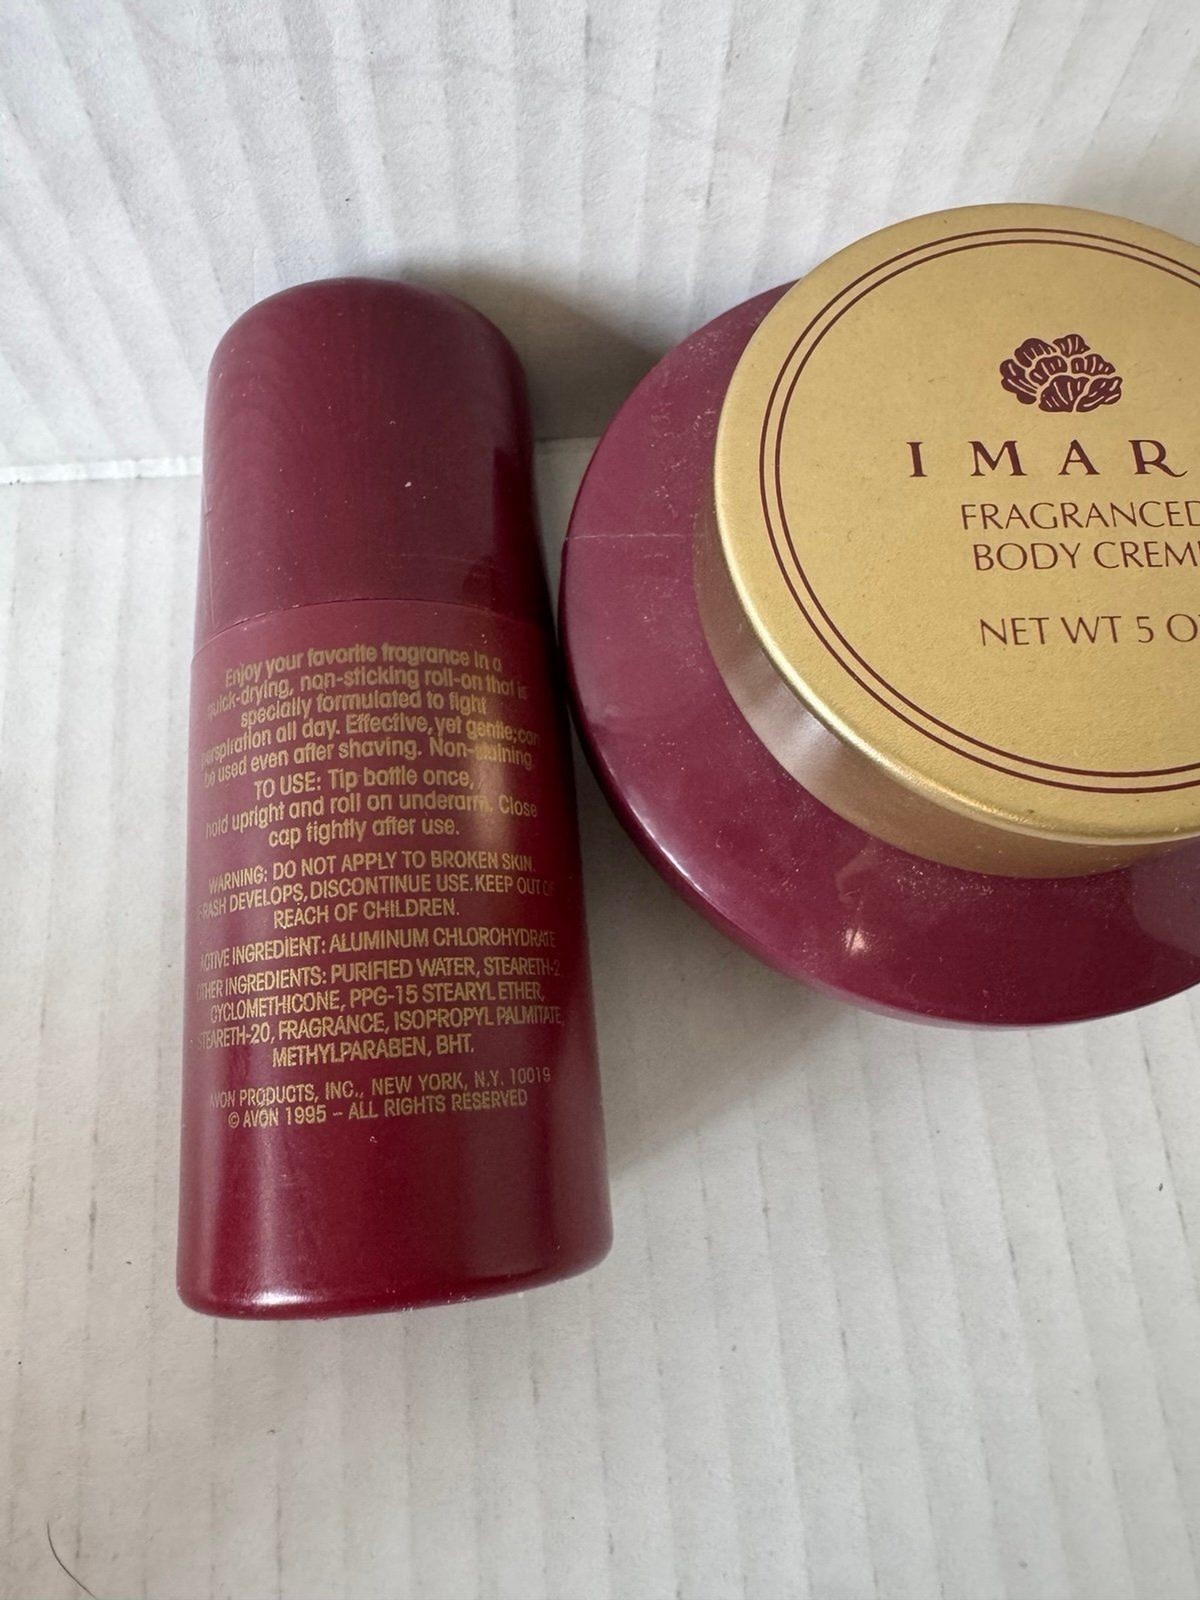 Enjoy your favorite fragrance in a
quick-drying, non-sticking roll-on that is
specially formulated to fight
perspiration all day. Effective, yet gentle; can
be used even after shaving. Non-staining
TO USE: Tip bottle once,
hold upright and roll on underarm. Close
cap tightly after use.
WARNING: DO NOT APPLY TO BROKEN SKIN.
IF RASH DEVELOPS, DISCONTINUE USE. KEEP OUT OF
REACH OF CHILDREN.
ACTIVE INGREDIENT: ALUMINUM CHLOROHYDRATE
OTHER INGREDIENTS: PURIFIED WATER, STEARETH-2,
CYCLOMETHICONE, PPG-15 STEARYL ETHER,
STEARETH-20, FRAGRANCE, ISOPROPYL PALMITATE,
METHYLPARABEN, BHT.
AVON PRODUCTS, INC., NEW YORK, N.Y. 10019
© AVON 1995 – ALL RIGHTS RESERVED
IMAR
FRAGRANCED
BODY CREM
NET WT 5 O